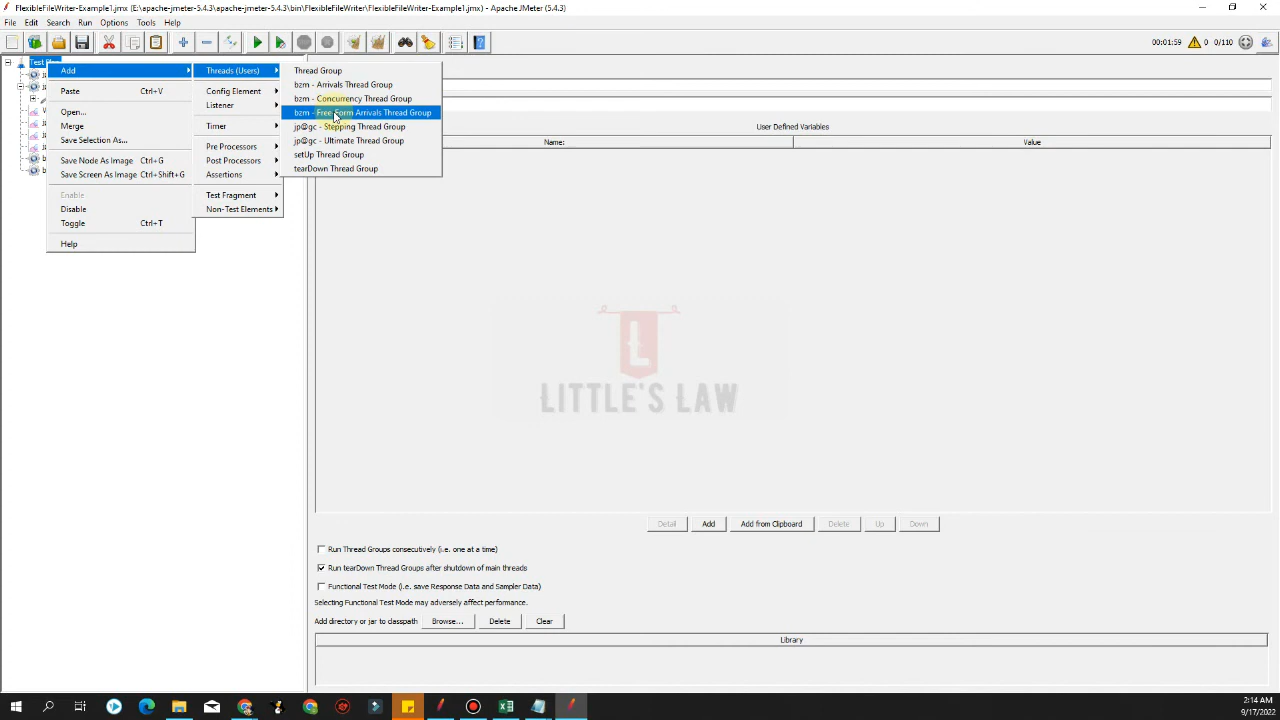 FlexibleFileWriter-Example1.jmx (E:\apache-jmeter-5.4.3\apache-jmeter-5.4.3\bin\FlexibleFileWriter\FlexibleFileWriter-Example1.jmx) - Apache JMeter (5.4.3)
File Edit Search Run Options Tools Help
00:01:59 0 0/110
Add
Paste Ctrl+V
Open...
Merge
Save Selection As...
Save Node As Image Ctrl+G
Save Screen As Image Ctrl+Shift+G
Enable
Disable
Toggle Ctrl+T
Help
Threads (Users)
Config Element
Listener
Timer
Pre Processors
Post Processors
Assertions
Test Fragment
Non-Test Elements
Thread Group
bzm - Arrivals Thread Group
bzm - Concurrency Thread Group
bzm - Free-Form Arrivals Thread Group
jp@gc - Stepping Thread Group
jp@gc - Ultimate Thread Group
setUp Thread Group
tearDown Thread Group
User Defined Variables
Name: Value
L
LITTLE'S LAW
Detail Add Add from Clipboard Delete Up Down
Run Thread Groups consecutively (i.e. one at a time)
Run tearDown Thread Groups after shutdown of main threads
Functional Test Mode (i.e. save Response Data and Sampler Data)
Selecting Functional Test Mode may adversely affect performance.
Add directory or jar to classpath Browse... Delete Clear
Library
2:14 AM
9/17/2022